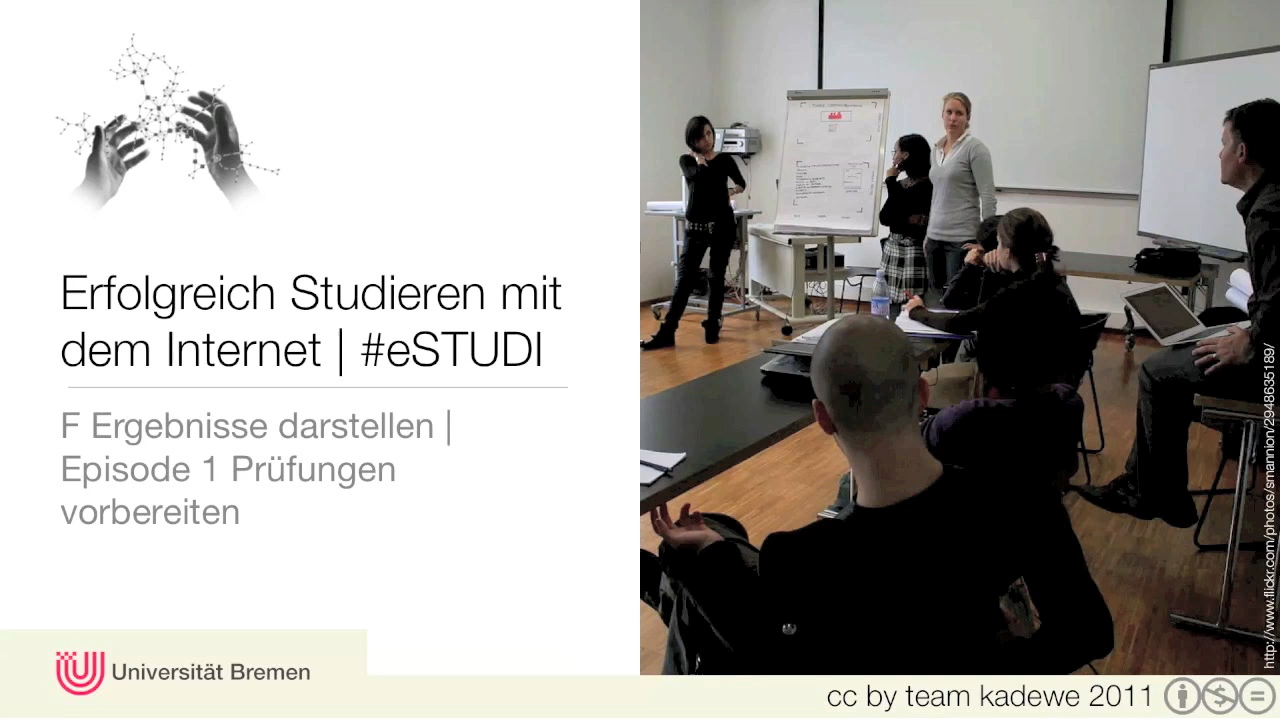 Erfolgreich Studieren mit
dem Internet | #eSTUDI
F Ergebnisse darstellen |
Episode 1 Prüfungen
vorbereiten
Universität Bremen
http://www.flickr.com/photos/smannion/2948635189/
cc by team kadewe 2011